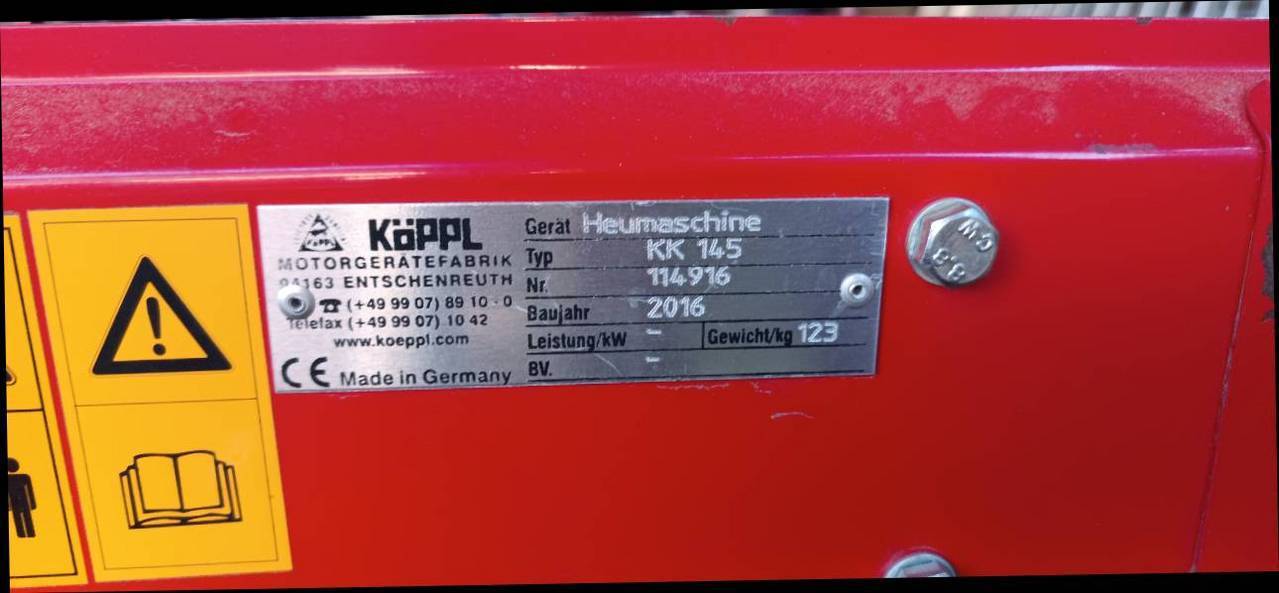 KÖPPL
KÖPPL
MOTORGERÄTEFABRIK
94163 ENTSCHENREUTH
☎ (+49 99 07) 89 10 - 0
Telefax (+49 99 07) 10 42
www.koeppl.com
CE Made in Germany
Gerät Heumaschine
Typ KK 145
Nr. 114916
Baujahr 2016
Leistung/kW - Gewicht/kg 123
BV. -
CW
8.8